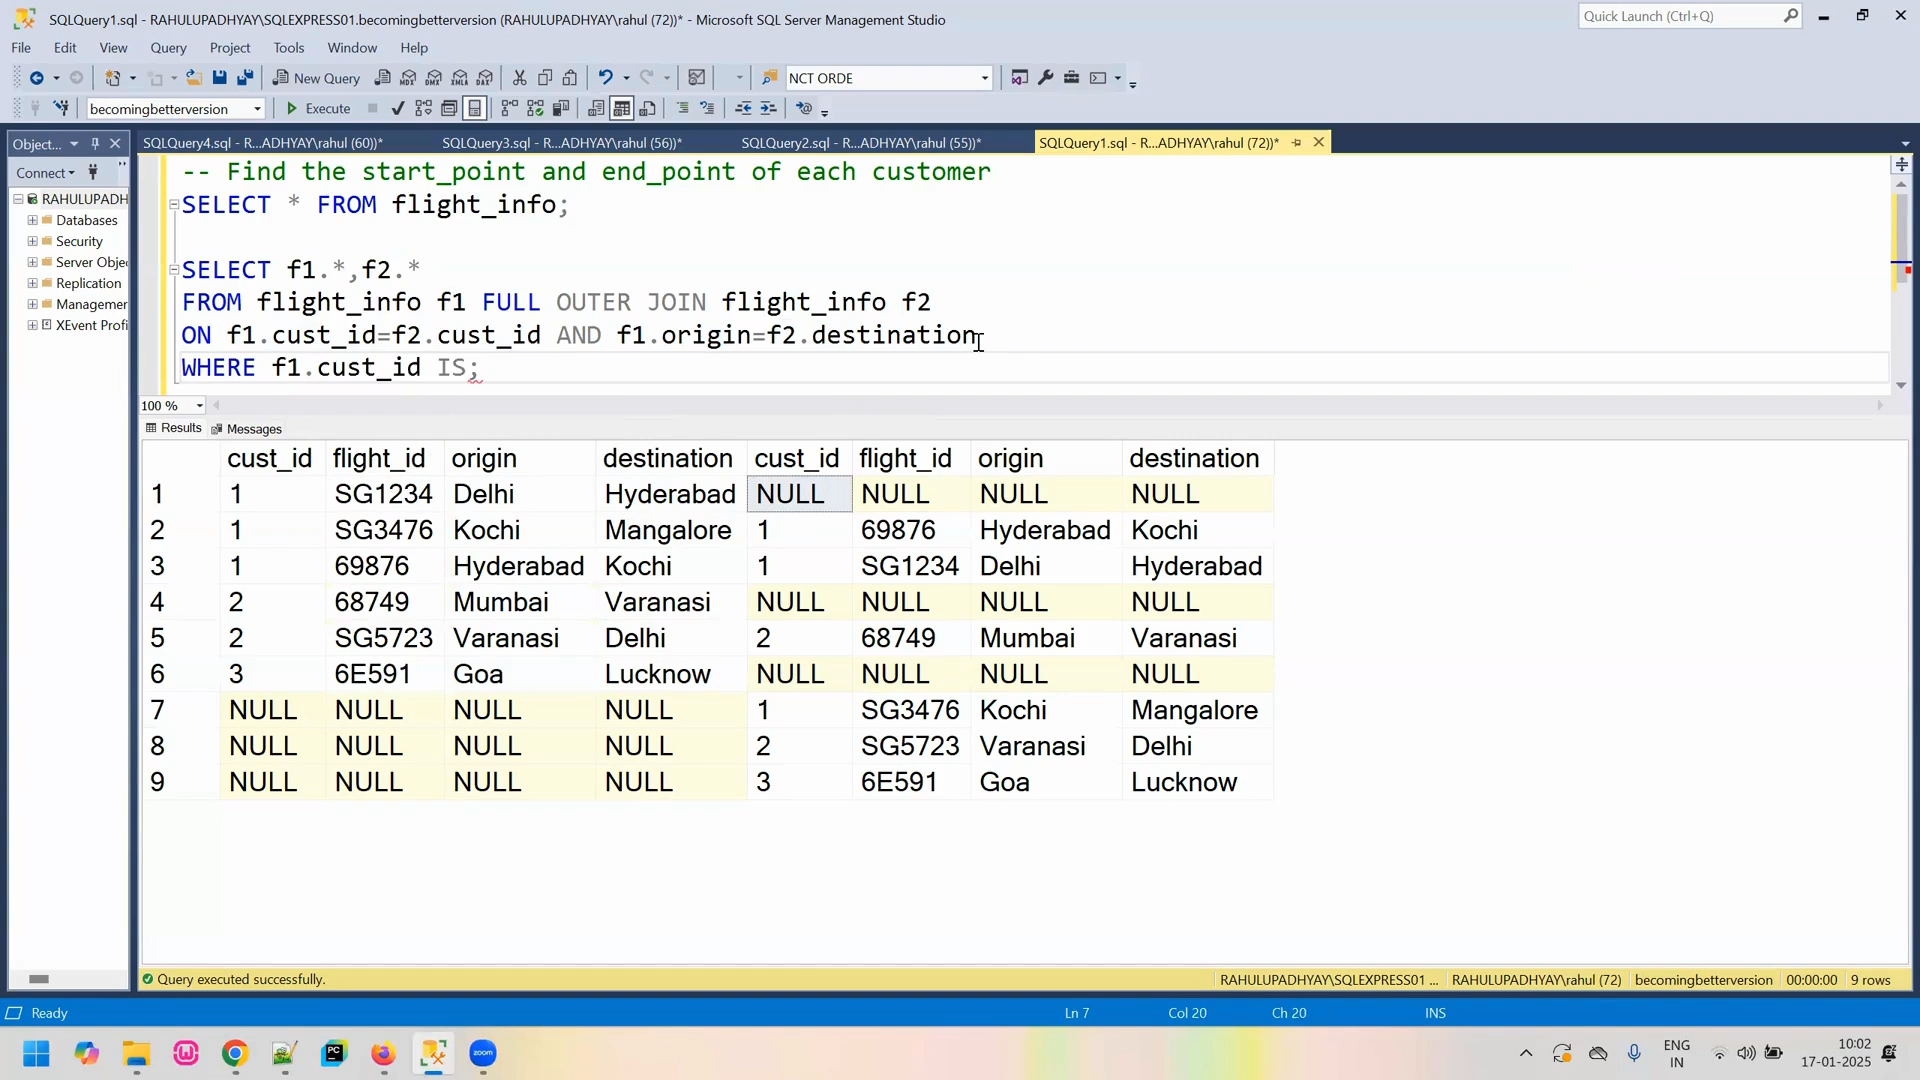 SQLQuery1.sql - RAHULUPADHYAY\SQLEXPRESS01.becomingbetterversion (RAHULUPADHYAY\rahul (72))* - Microsoft SQL Server Management Studio
Quick Launch (Ctrl+Q)
File Edit View Query Project Tools Window Help
New Query MDX DMX XMLA DAX NCT ORDE
becomingbetterversion Execute
Object... SQLQuery4.sql - R...ADHYAY\rahul (60))* SQLQuery3.sql - R...ADHYAY\rahul (56))* SQLQuery2.sql - R...ADHYAY\rahul (55))* SQLQuery1.sql - R...ADHYAY\rahul (72))*
Connect
RAHULUPADH
Databases
Security
Server Obje
Replication
Managemer
XEvent Profi
-- Find the start_point and end_point of each customer
SELECT * FROM flight_info;
SELECT f1.*,f2.*
FROM flight_info f1 FULL OUTER JOIN flight_info f2
ON f1.cust_id=f2.cust_id AND f1.origin=f2.destination
WHERE f1.cust_id IS;
100 %
Results Messages
cust_id flight_id origin destination cust_id flight_id origin destination
1 1 SG1234 Delhi Hyderabad NULL NULL NULL NULL
2 1 SG3476 Kochi Mangalore 1 69876 Hyderabad Kochi
3 1 69876 Hyderabad Kochi 1 SG1234 Delhi Hyderabad
4 2 68749 Mumbai Varanasi NULL NULL NULL NULL
5 2 SG5723 Varanasi Delhi 2 68749 Mumbai Varanasi
6 3 6E591 Goa Lucknow NULL NULL NULL NULL
7 NULL NULL NULL NULL 1 SG3476 Kochi Mangalore
8 NULL NULL NULL NULL 2 SG5723 Varanasi Delhi
9 NULL NULL NULL NULL 3 6E591 Goa Lucknow
Query executed successfully. RAHULUPADHYAY\SQLEXPRESS01 ... RAHULUPADHYAY\rahul (72) becomingbetterversion 00:00:00 9 rows
Ready Ln 7 Col 20 Ch 20 INS
PC zoom ENG IN 10:02 17-01-2025